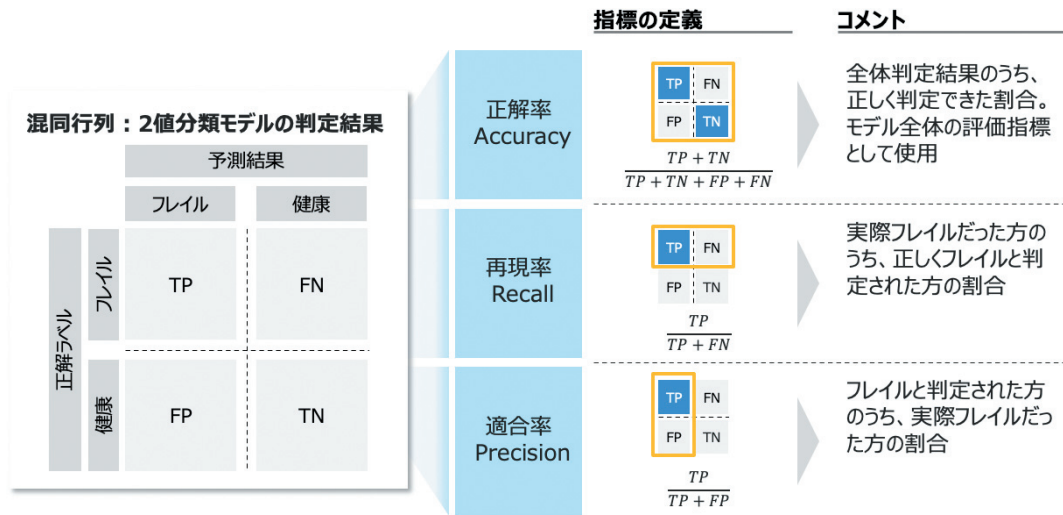 混同行列：2値分類モデルの判定結果
予測結果
フレイル 健康
正解ラベル
フレイル
TP FN
健康
FP TN
指標の定義 コメント
正解率
Accuracy
TP FN
FP TN
TP + TN
TP + TN + FP + FN
全体判定結果のうち、
正しく判定できた割合。
モデル全体の評価指標
として使用
再現率
Recall
TP FN
FP TN
TP
TP + FN
実際フレイルだった方の
うち、正しくフレイルと判
定された方の割合
適合率
Precision
TP FN
FP TN
TP
TP + FP
フレイルと判定された方
のうち、実際フレイルだっ
た方の割合